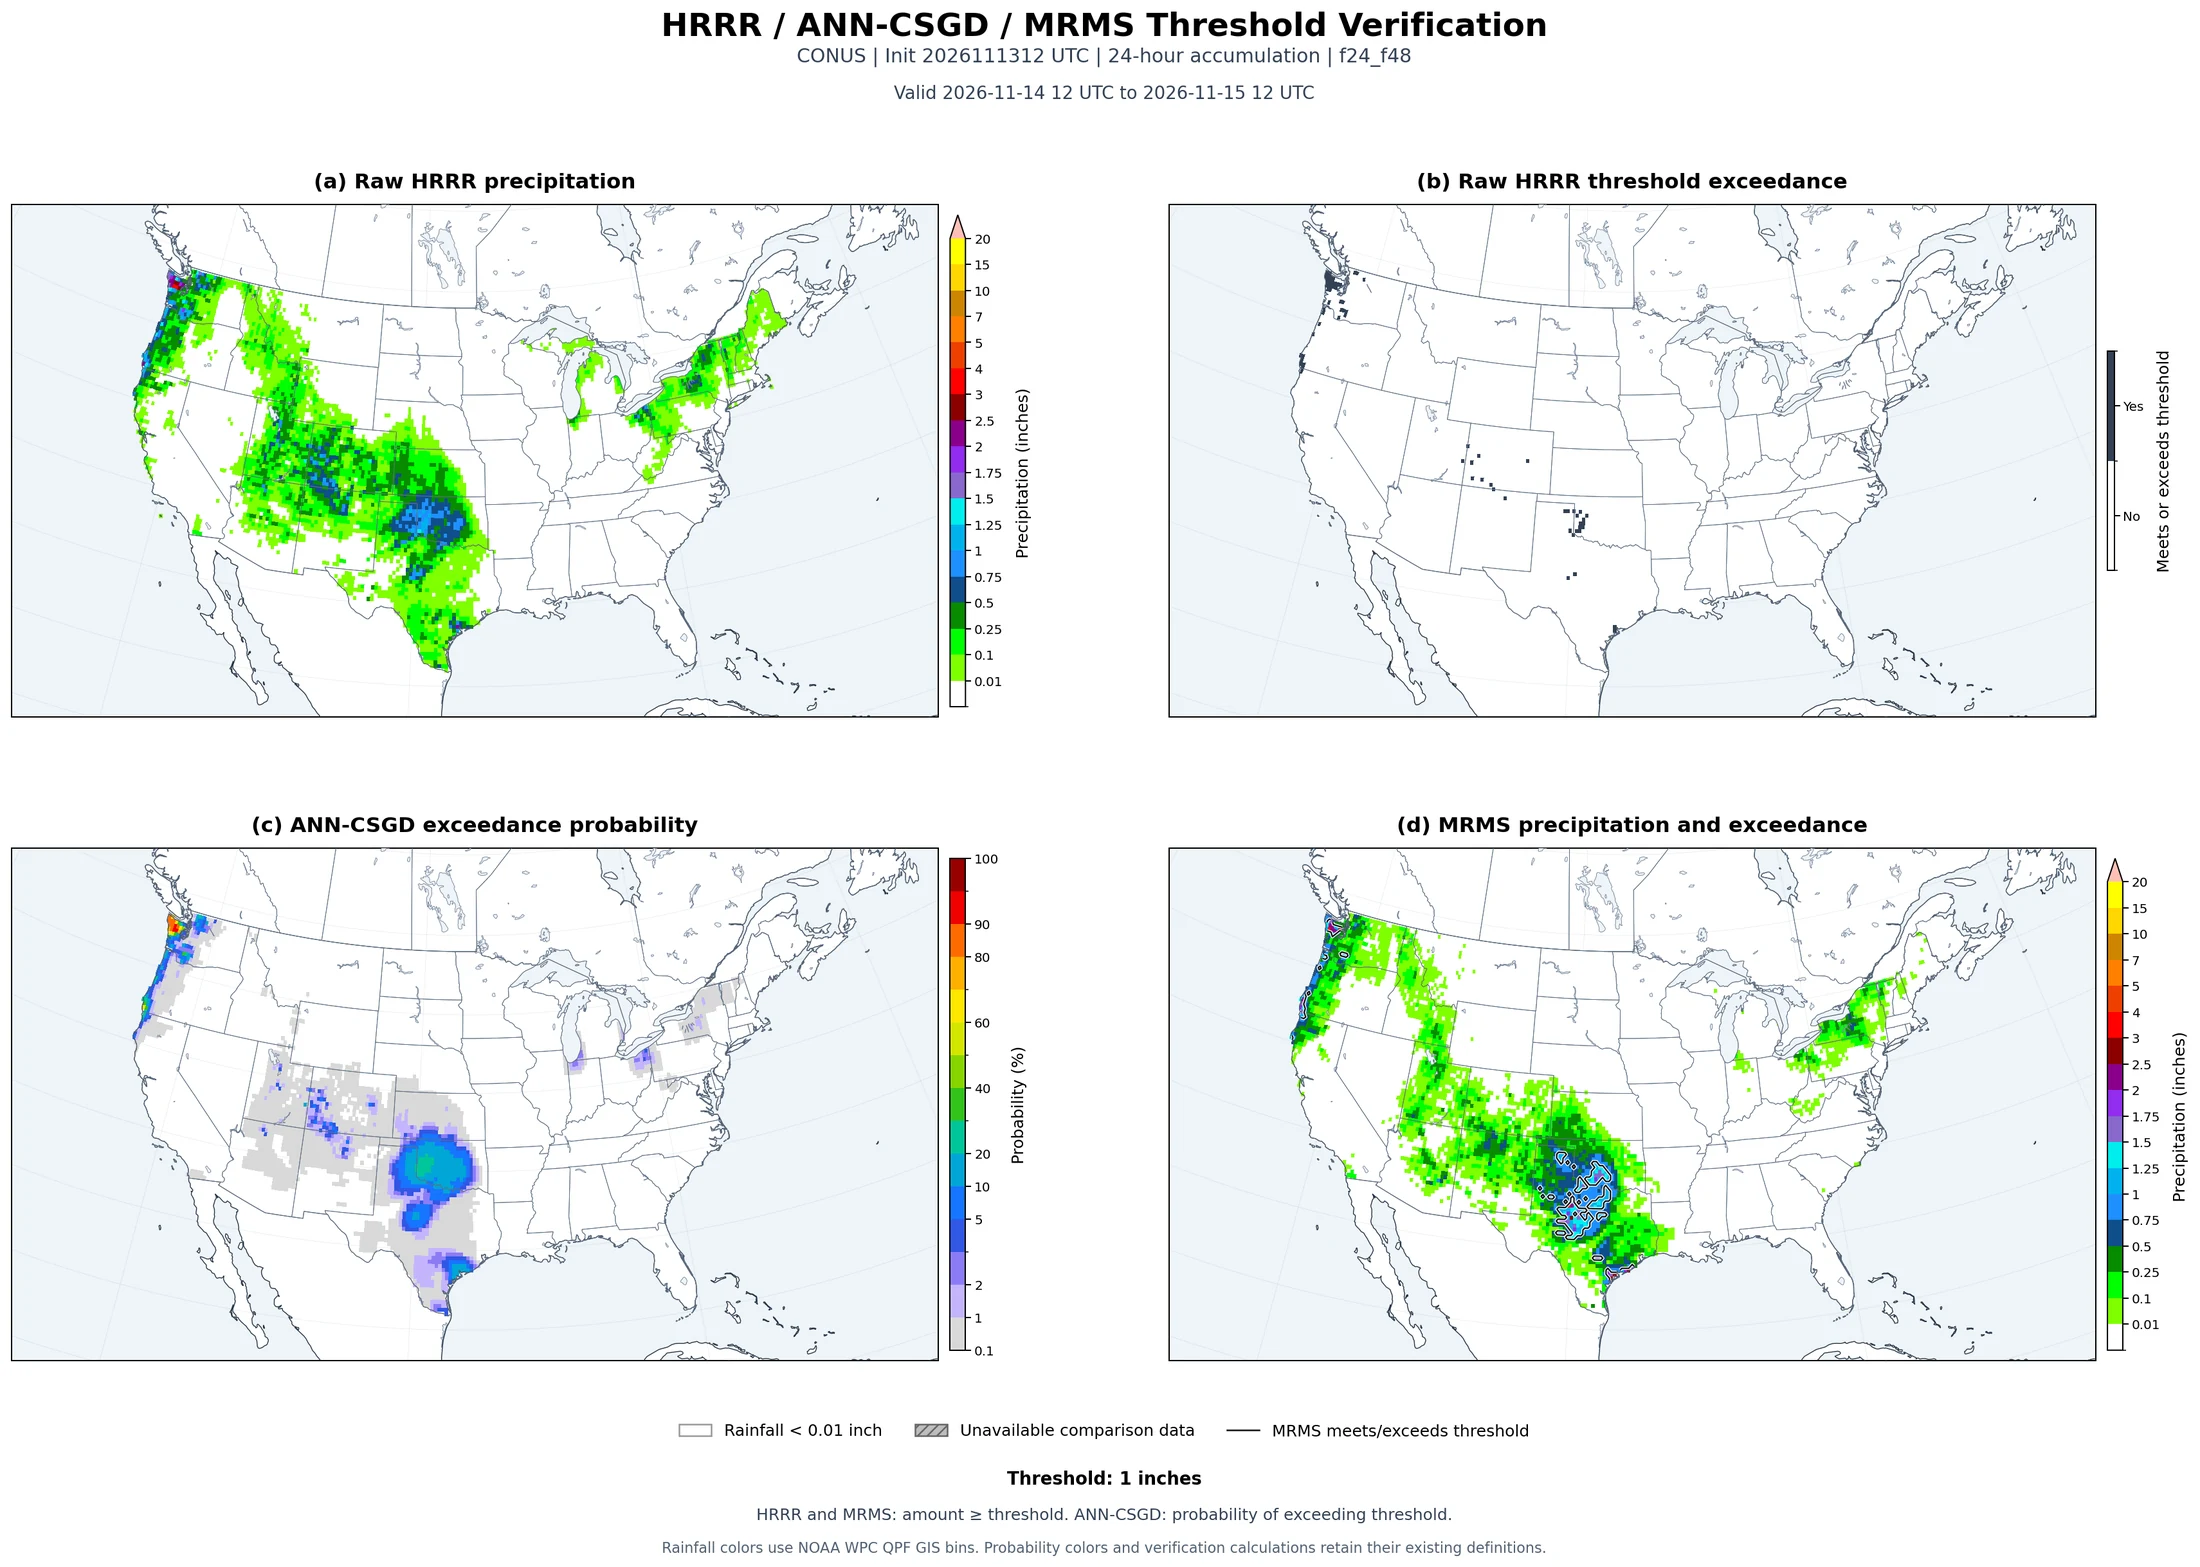 HRRR / ANN-CSGD / MRMS Threshold Verification
CONUS | Init 2026111312 UTC | 24-hour accumulation | f24_f48
Valid 2026-11-14 12 UTC to 2026-11-15 12 UTC
(a) Raw HRRR precipitation
20
15
10
7
5
4
3
2.5
2
1.75
1.5
1.25
1
0.75
0.5
0.25
0.1
0.01
Precipitation (inches)
(b) Raw HRRR threshold exceedance
Yes
No
Meets or exceeds threshold
(c) ANN-CSGD exceedance probability
100
90
80
60
40
20
10
5
2
1
0.1
Probability (%)
(d) MRMS precipitation and exceedance
20
15
10
7
5
4
3
2.5
2
1.75
1.5
1.25
1
0.75
0.5
0.25
0.1
0.01
Precipitation (inches)
Rainfall < 0.01 inch
Unavailable comparison data
MRMS meets/exceeds threshold
Threshold: 1 inches
HRRR and MRMS: amount ≥ threshold. ANN-CSGD: probability of exceeding threshold.
Rainfall colors use NOAA WPC QPF GIS bins. Probability colors and verification calculations retain their existing definitions.